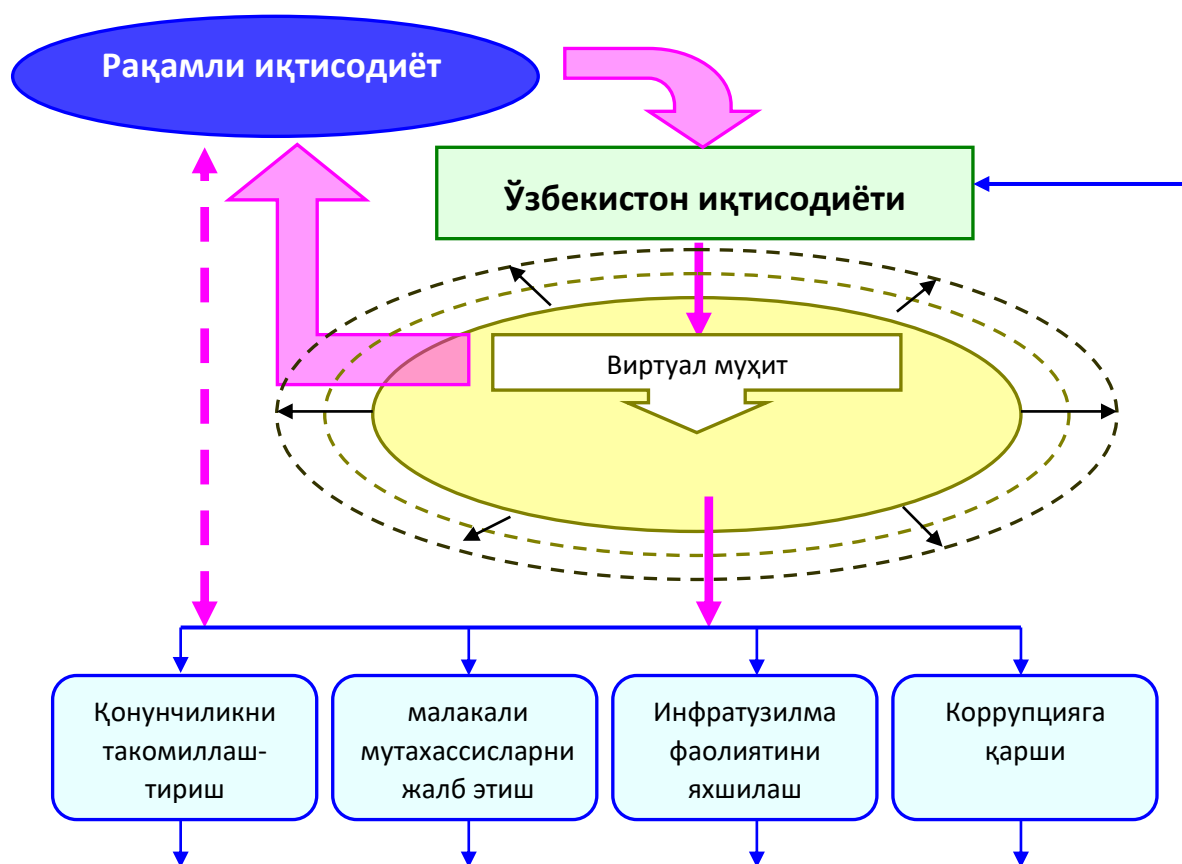 Рақамли иқтисодиёт
Ўзбекистон иқтисодиёти
Виртуал муҳит
Қонунчиликни
такомиллаш-
тириш
малакали
мутахассисларни
жалб этиш
Инфратузилма
фаолиятини
яхшилаш
Коррупцияга
қарши